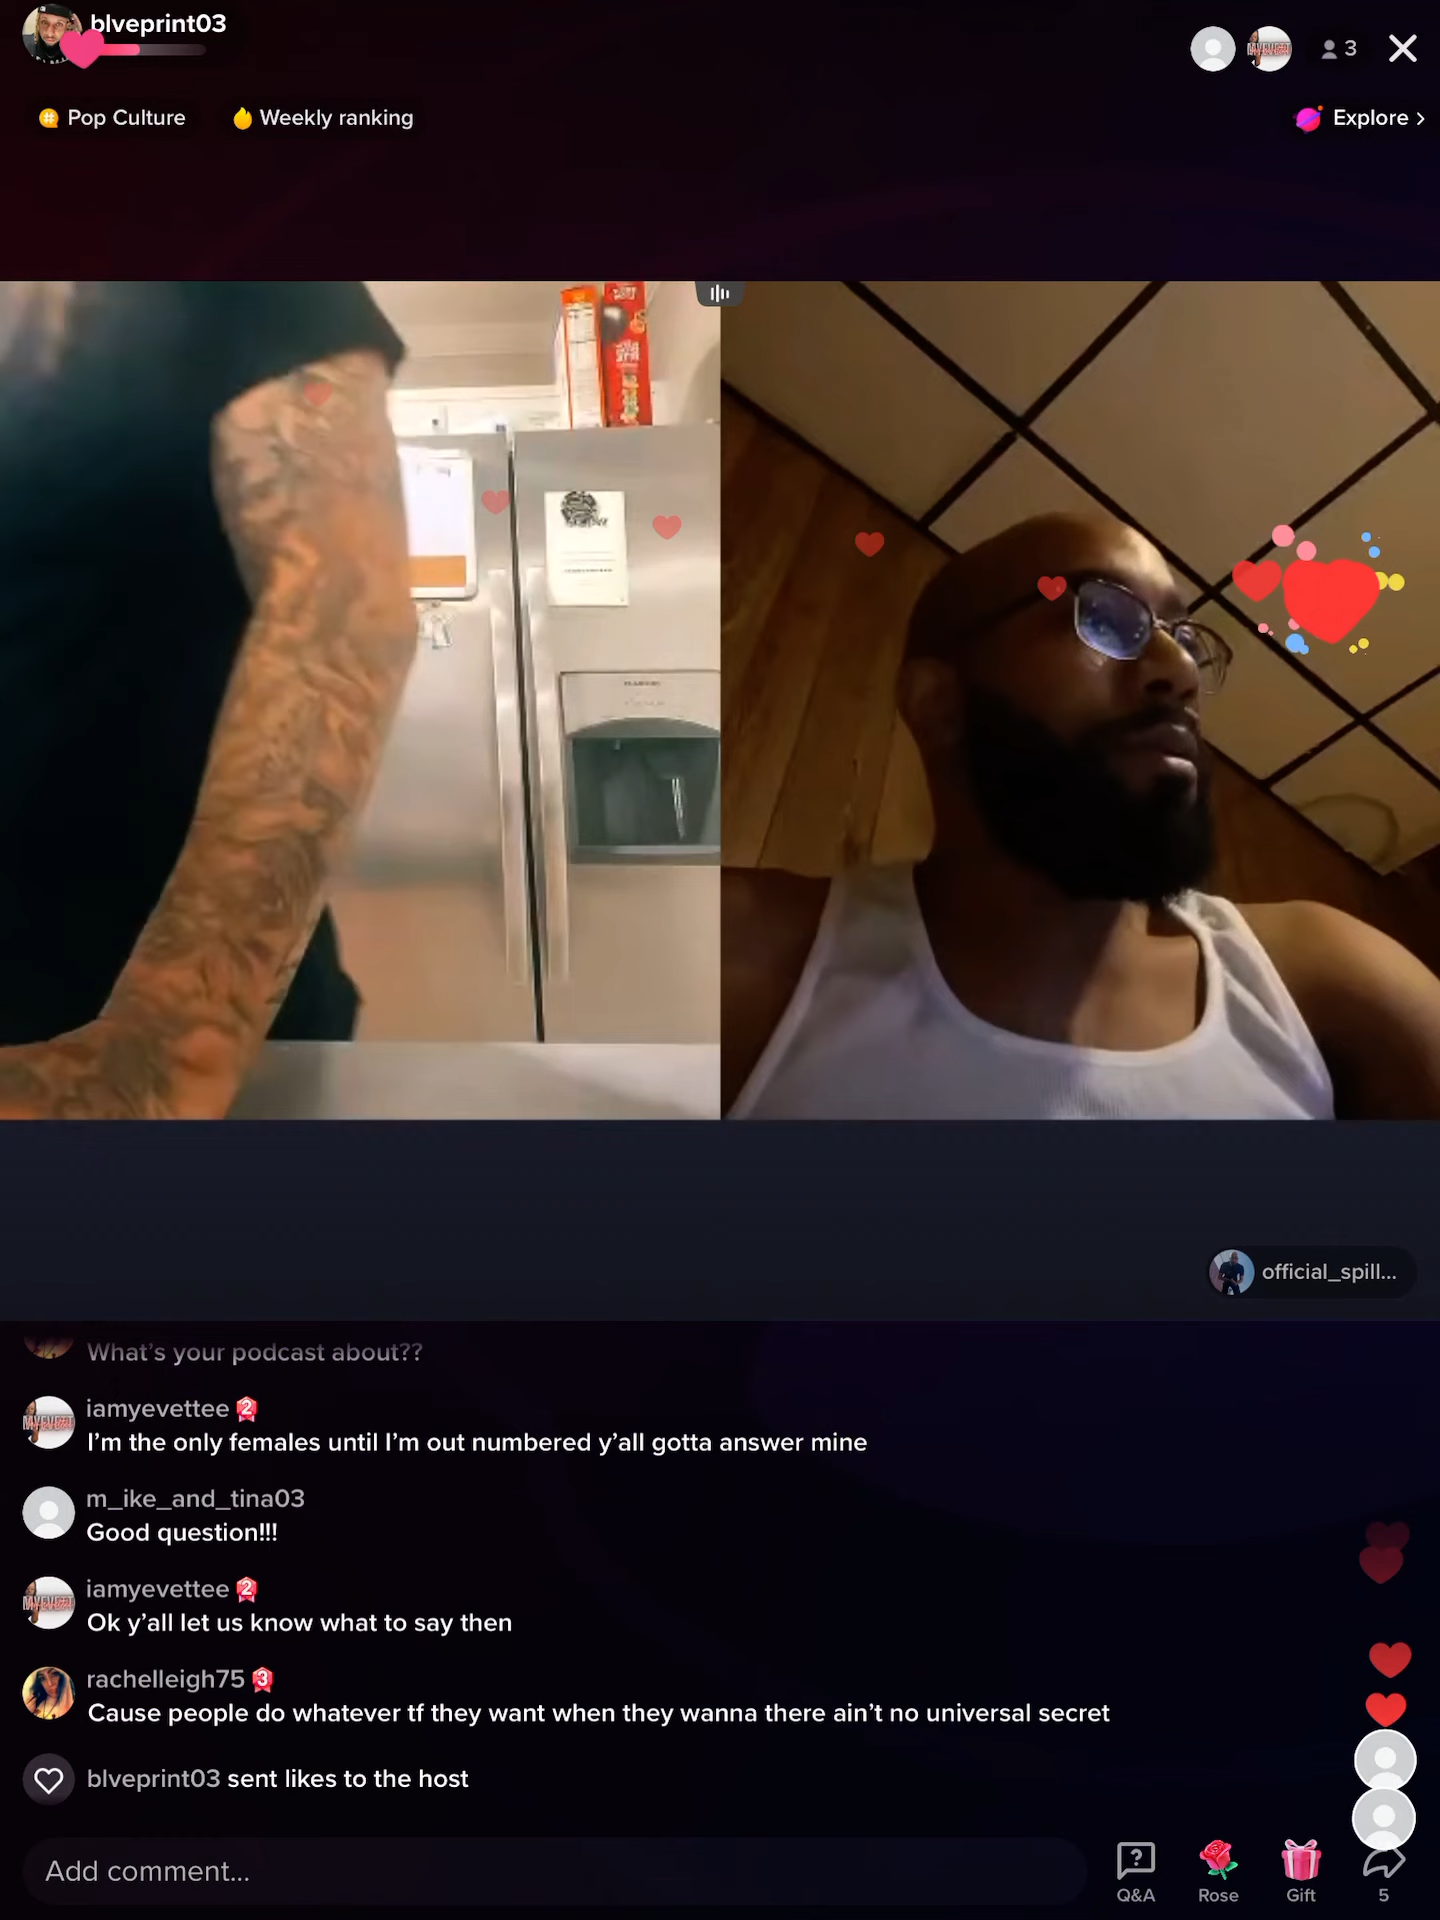 blveprint03
3
Pop Culture
Weekly ranking
Explore >
official_spill...
What's your podcast about??
iamyevettee 2
I'm the only females until I'm out numbered y'all gotta answer mine
m_ike_and_tina03
Good question!!!
iamyevettee 2
Ok y'all let us know what to say then
rachelleigh75 3
Cause people do whatever tf they want when they wanna there ain't no universal secret
blveprint03 sent likes to the host
Add comment...
Q&A
Rose
Gift
5